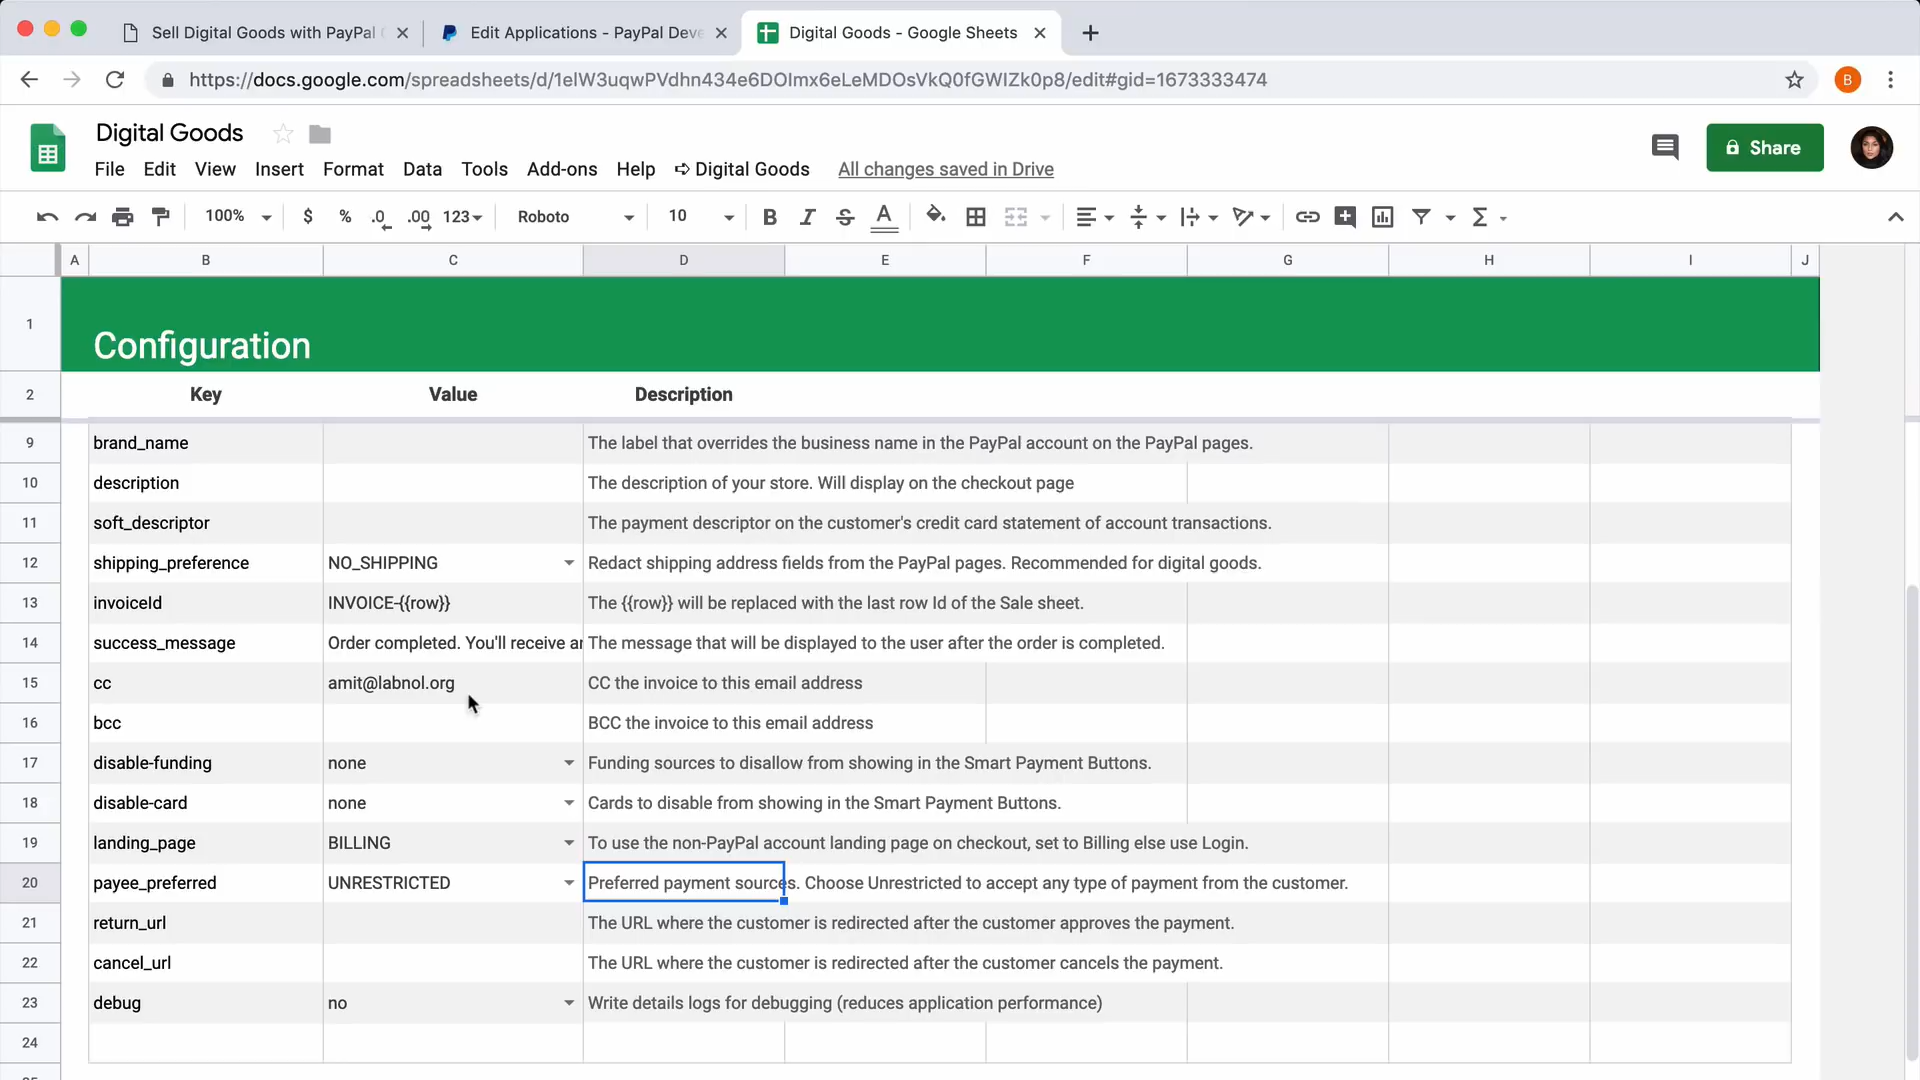 Sell Digital Goods with PayPal
Edit Applications - PayPal Deve
Digital Goods - Google Sheets
https://docs.google.com/spreadsheets/d/1elW3uqwPVdhn434e6DOlmx6eLeMDOsVkQ0fGWIZk0p8/edit#gid=1673333474
B
Digital Goods
Share
File Edit View Insert Format Data Tools Add-ons Help ➪ Digital Goods All changes saved in Drive
100% $ % .0 .00 123 Roboto 10 B I S A Σ
A B C D E F G H I J
1 Configuration
2 Key Value Description
9 brand_name The label that overrides the business name in the PayPal account on the PayPal pages.
10 description The description of your store. Will display on the checkout page
11 soft_descriptor The payment descriptor on the customer's credit card statement of account transactions.
12 shipping_preference NO_SHIPPING Redact shipping address fields from the PayPal pages. Recommended for digital goods.
13 invoiceId INVOICE-{{row}} The {{row}} will be replaced with the last row Id of the Sale sheet.
14 success_message Order completed. You'll receive an The message that will be displayed to the user after the order is completed.
15 cc amit@labnol.org CC the invoice to this email address
16 bcc BCC the invoice to this email address
17 disable-funding none Funding sources to disallow from showing in the Smart Payment Buttons.
18 disable-card none Cards to disable from showing in the Smart Payment Buttons.
19 landing_page BILLING To use the non-PayPal account landing page on checkout, set to Billing else use Login.
20 payee_preferred UNRESTRICTED Preferred payment sources. Choose Unrestricted to accept any type of payment from the customer.
21 return_url The URL where the customer is redirected after the customer approves the payment.
22 cancel_url The URL where the customer is redirected after the customer cancels the payment.
23 debug no Write details logs for debugging (reduces application performance)
24